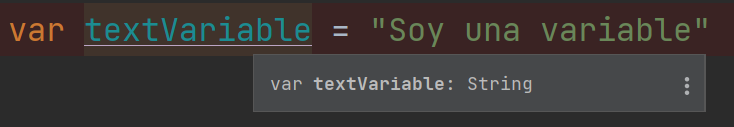 var textVariable = "Soy una variable"
var textVariable: String